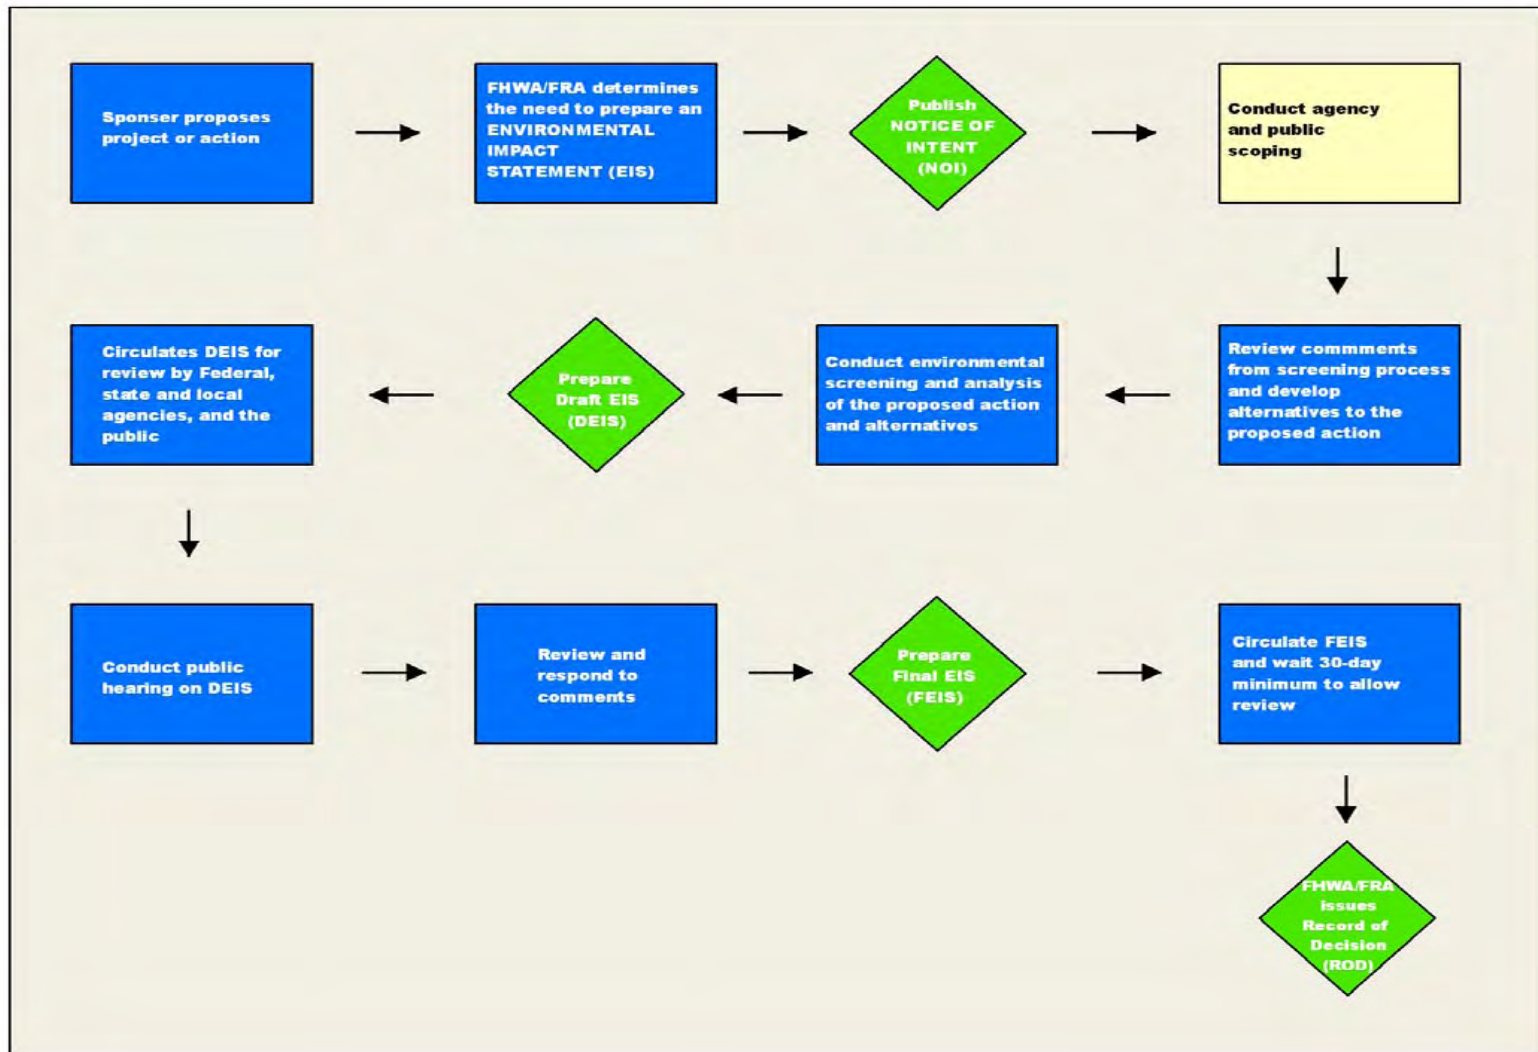 Sponser proposes
project or action
FHWA/FRA determines
the need to prepare an
ENVIRONMENTAL
IMPACT
STATEMENT (EIS)
Publish
NOTICE OF
INTENT
(NOI)
Conduct agency
and public
scoping
Review commments
from screening process
and develop
alternatives to the
proposed action
Conduct environmental
screening and analysis
of the proposed action
and alternatives
Prepare
Draft EIS
(DEIS)
Circulates DEIS for
review by Federal,
state and local
agencies, and the
public
Conduct public
hearing on DEIS
Review and
respond to
comments
Prepare
Final EIS
(FEIS)
Circulate FEIS
and wait 30-day
minimum to allow
review
FHWA/FRA
issues
Record of
Decision
(ROD)